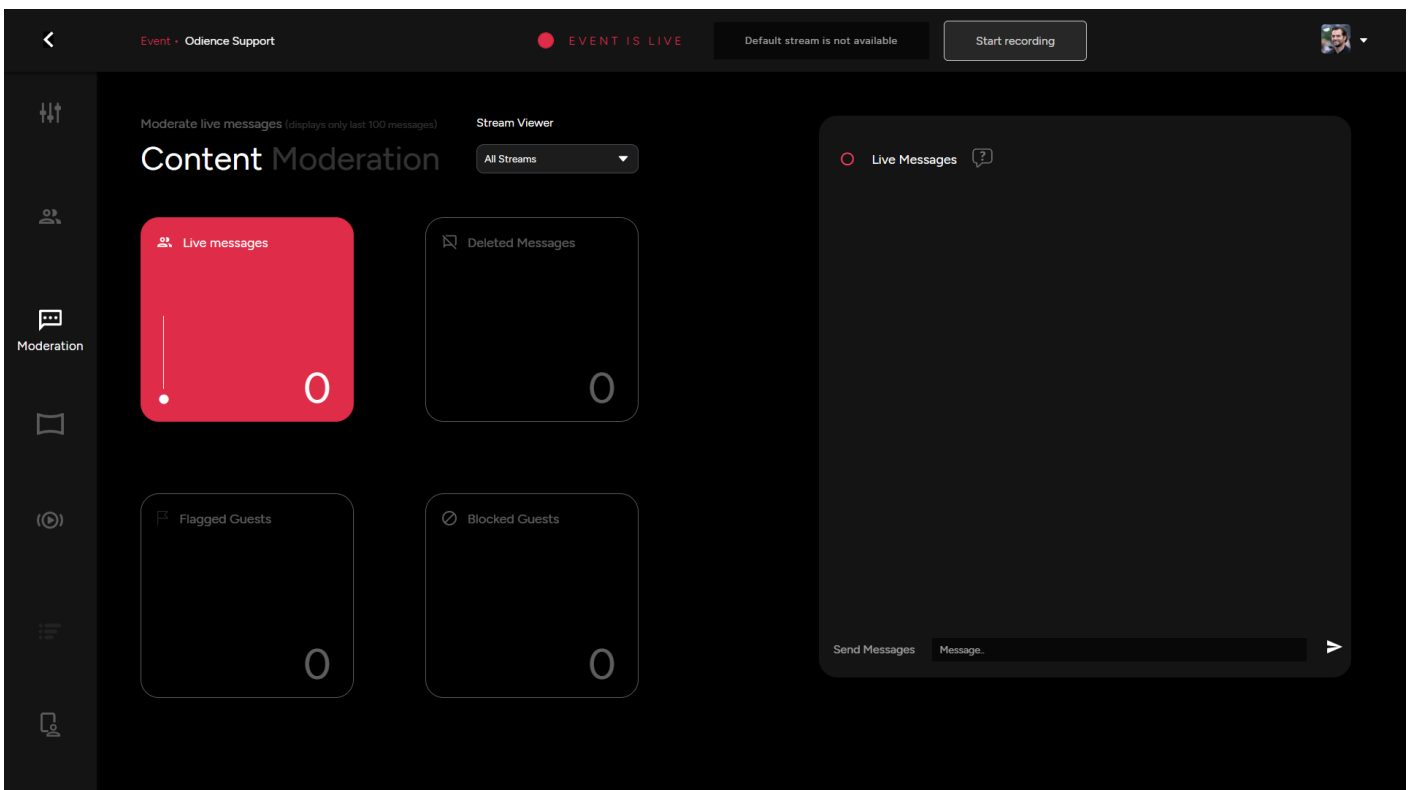 Event • Odience Support
EVENT IS LIVE
Default stream is not available
Start recording
Moderate live messages (displays only last 100 messages)
Content Moderation
Stream Viewer
All Streams
Live Messages
?
Live messages
0
Deleted Messages
0
Moderation
Flagged Guests
0
Blocked Guests
0
Send Messages
Message..